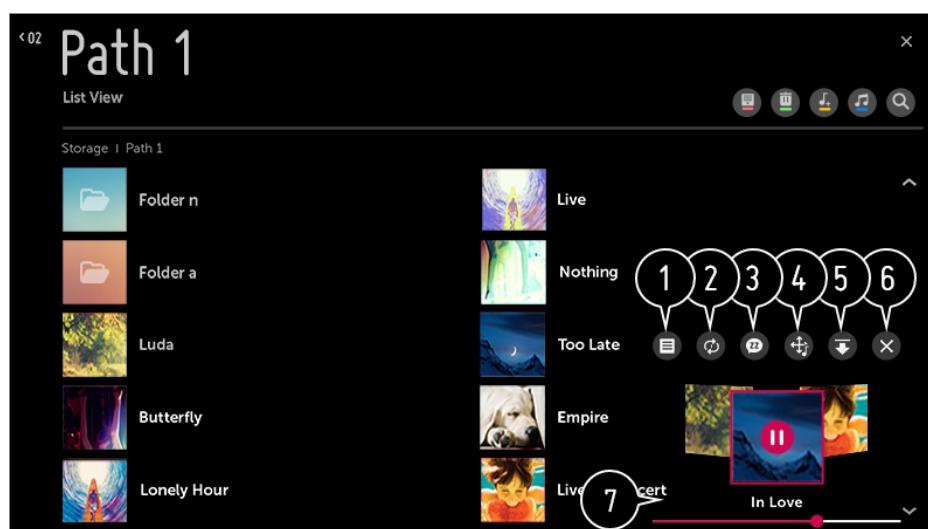 <02
Path 1
List View
Storage | Path 1
Folder n
Folder a
Luda
Butterfly
Lonely Hour
Live
Nothing
Too Late
Empire
Live cert
1 2 3 4 5 6
zz
In Love
7